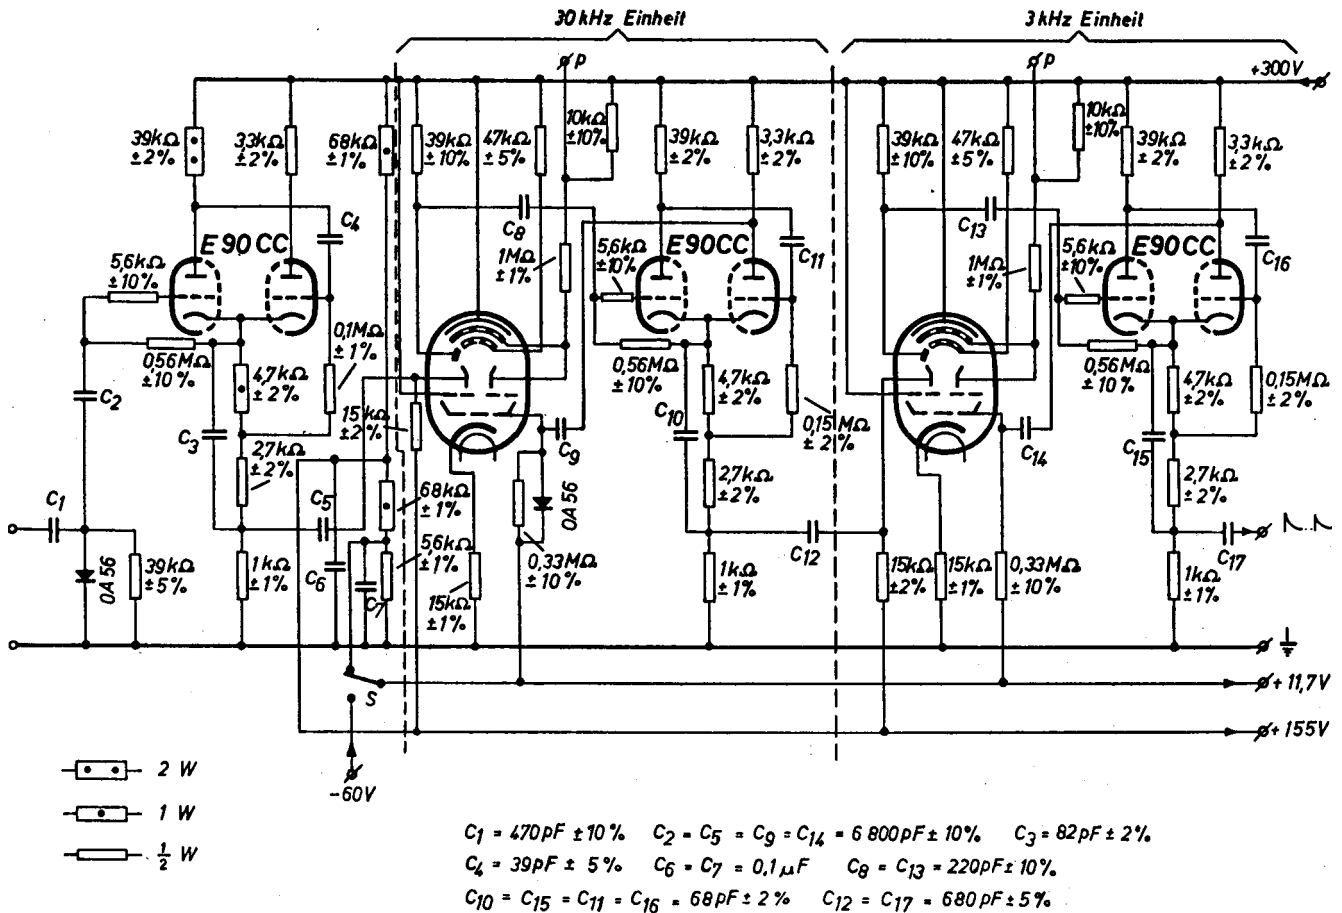 30 kHz Einheit
3 kHz Einheit
p
p
+300V
39kΩ
±2%
3,3kΩ
±2%
68kΩ
±1%
39kΩ
±10%
47kΩ
±5%
10kΩ
±10%
39kΩ
±2%
3,3kΩ
±2%
39kΩ
±10%
47kΩ
±5%
10kΩ
±10%
39kΩ
±2%
3,3kΩ
±2%
C4
C8
C11
C13
C16
E90CC
E90CC
E90CC
5,6kΩ
±10%
1MΩ
±1%
5,6kΩ
±10%
1MΩ
±1%
5,6kΩ
±10%
0,56MΩ
±10%
0,1MΩ
±1%
0,56MΩ
±10%
0,56MΩ
±10%
C2
C3
4,7kΩ
±2%
15kΩ
±2%
C9
C10
4,7kΩ
±2%
0,15MΩ
±2%
C14
C15
4,7kΩ
±2%
0,15MΩ
±2%
2,7kΩ
±2%
2,7kΩ
±2%
2,7kΩ
±2%
C1
C5
68kΩ
±1%
0A56
C12
C17
0A56
39kΩ
±5%
1kΩ
±1%
C6
C7
5,6kΩ
±1%
15kΩ
±1%
0,33MΩ
±10%
1kΩ
±1%
15kΩ
±2%
15kΩ
±1%
0,33MΩ
±10%
1kΩ
±1%
S
+11,7V
+155V
-60V
2 W
1 W
1/2 W
C1 = 470pF ±10% C2 = C5 = C9 = C14 = 6 800pF ±10% C3 = 82pF ±2%
C4 = 39pF ± 5% C6 = C7 = 0,1 µF C8 = C13 = 220pF ±10%
C10 = C15 = C11 = C16 = 68pF ±2% C12 = C17 = 680pF ±5%